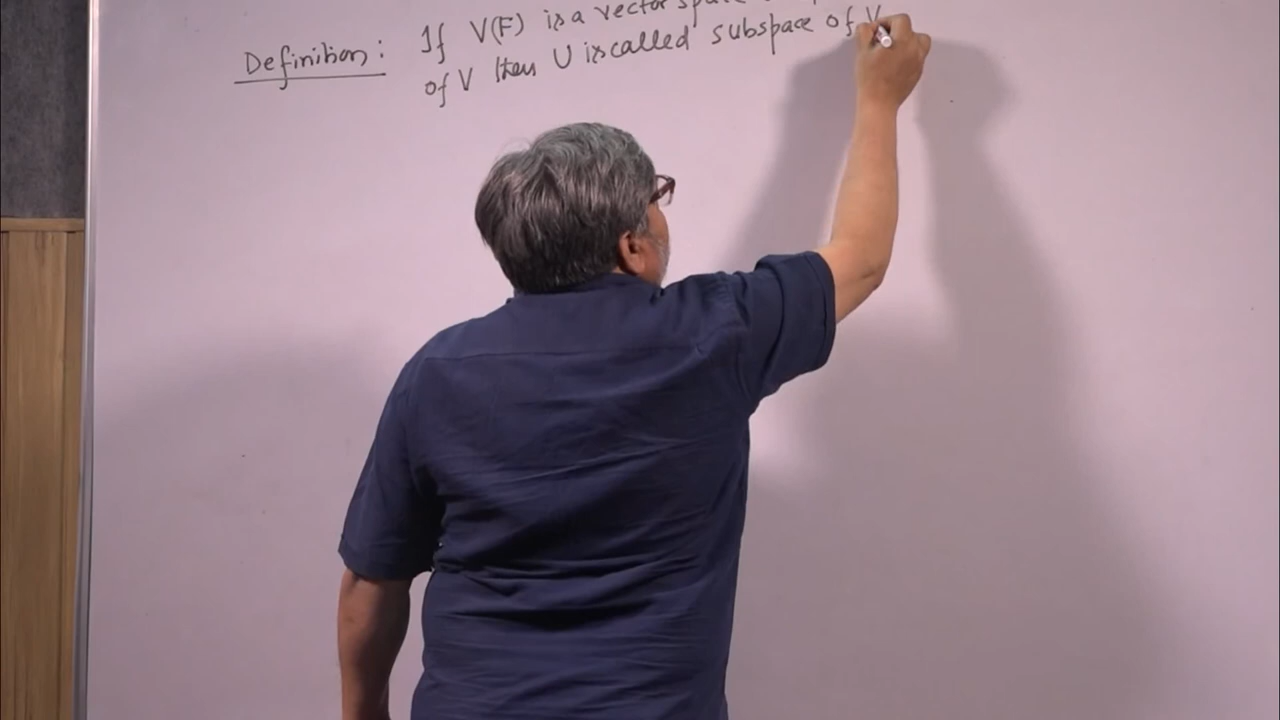 Definition: If V(F) is a vector space
of V then U is called subspace of V